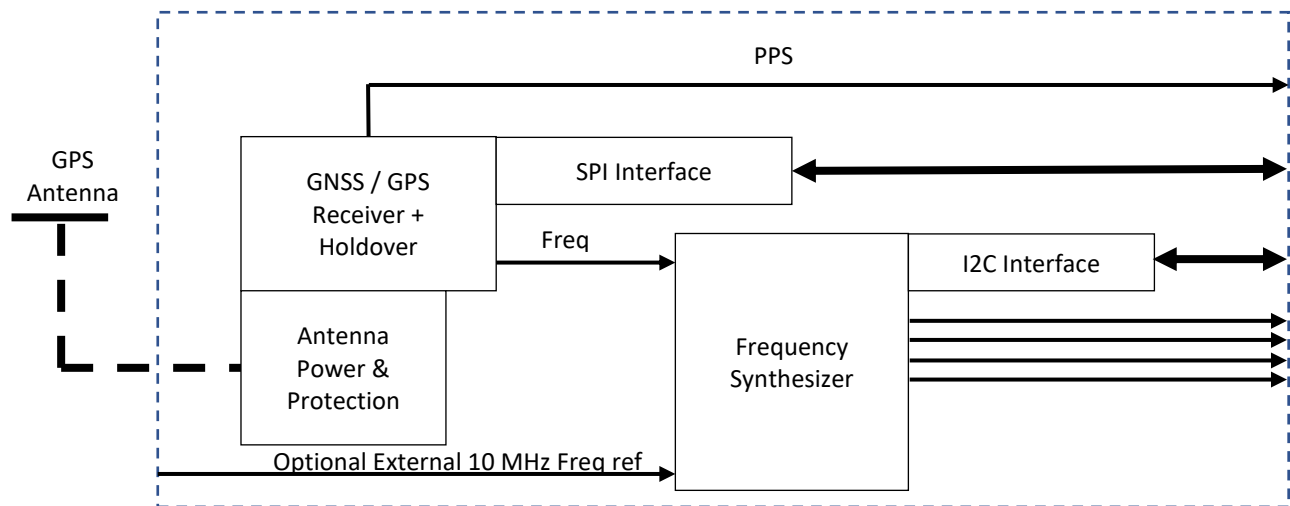 PPS
GPS
Antenna
GNSS / GPS
Receiver +
Holdover
SPI Interface
Freq
I2C Interface
Antenna
Power &
Protection
Frequency
Synthesizer
Optional External 10 MHz Freq ref